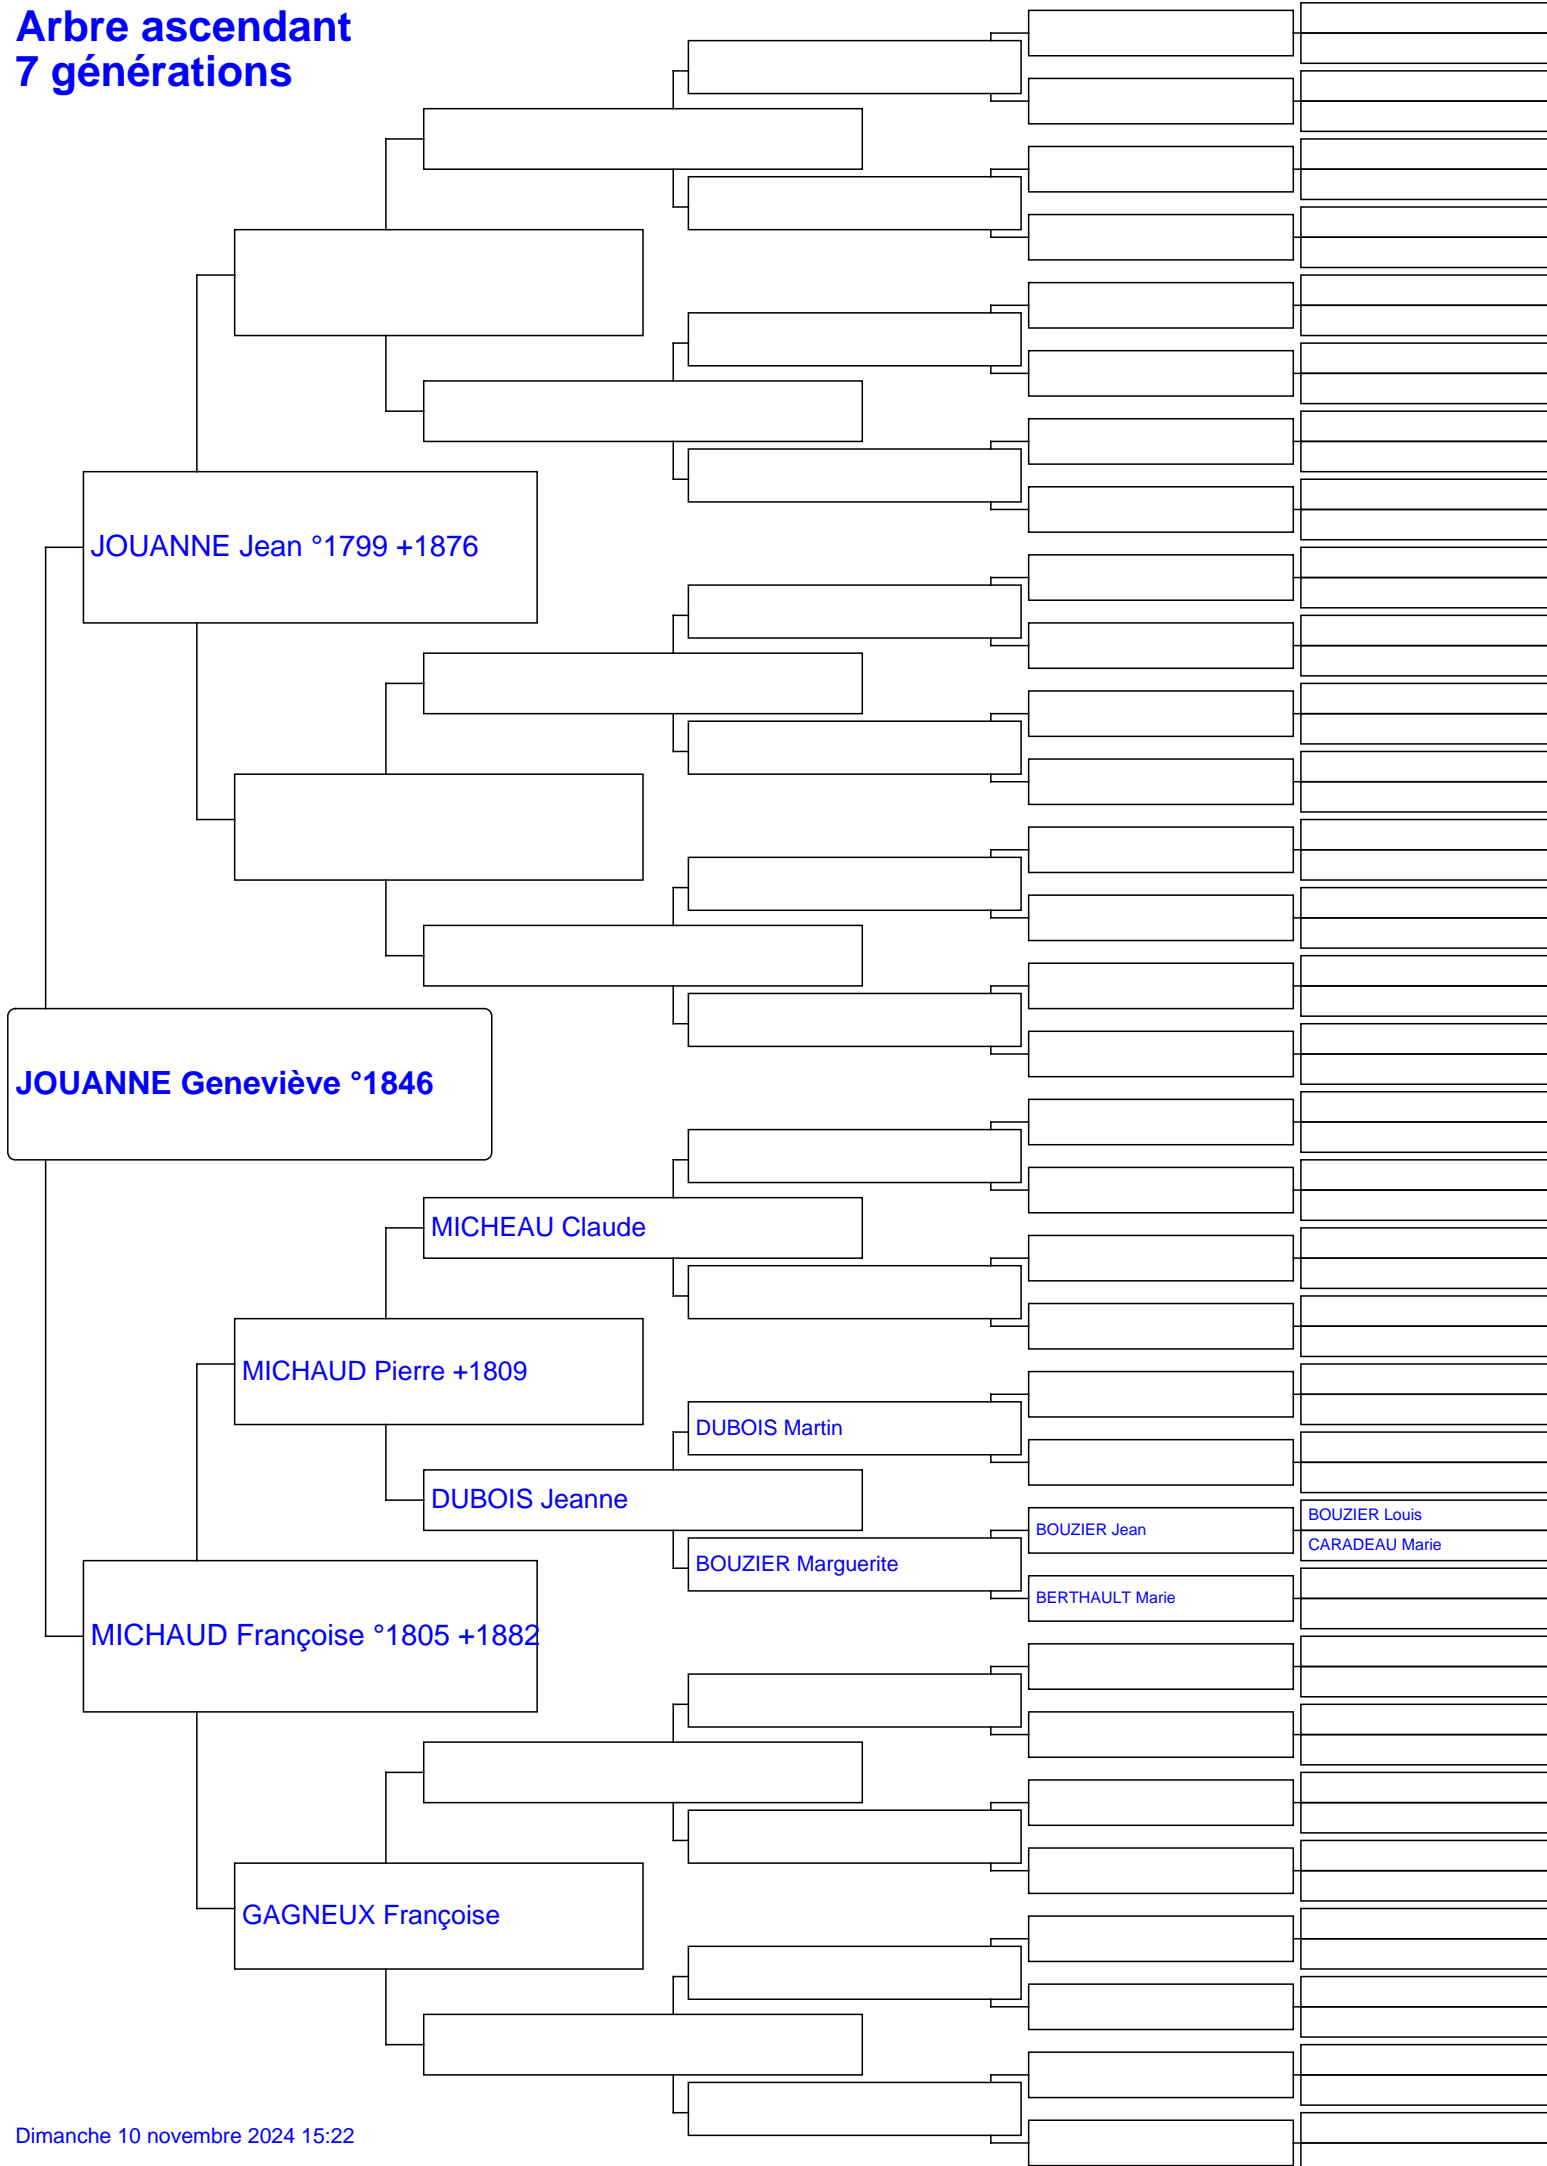 Arbre ascendant
7 générations
JOUANNE Jean °1799 +1876
JOUANNE Geneviève °1846
MICHEAU Claude
MICHAUD Pierre +1809
DUBOIS Martin
DUBOIS Jeanne
BOUZIER Louis
BOUZIER Jean
CARADEAU Marie
BOUZIER Marguerite
BERTHAULT Marie
MICHAUD Françoise °1805 +1882
GAGNEUX Françoise
Dimanche 10 novembre 2024 15:22